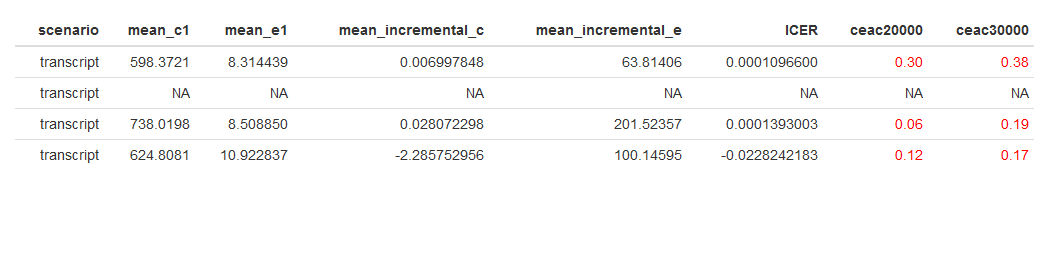 scenario mean_c1 mean_e1 mean_incremental_c mean_incremental_e ICER ceac20000 ceac30000
transcript 598.3721 8.314439 0.006997848 63.81406 0.0001096600 0.30 0.38
transcript NA NA NA NA NA NA NA
transcript 738.0198 8.508850 0.028072298 201.52357 0.0001393003 0.06 0.19
transcript 624.8081 10.922837 -2.285752956 100.14595 -0.0228242183 0.12 0.17